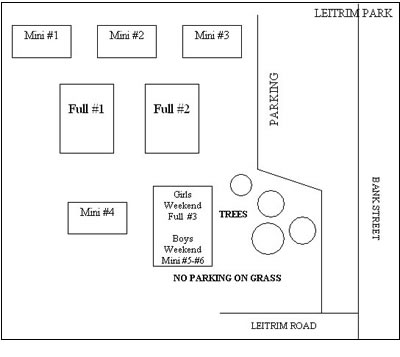 LEITRIM PARK
Mini #1
Mini #2
Mini #3
PARKING
Full #1
Full #2
BANK STREET
Girls
Weekend
Full #3
Boys
Weekend
Mini #5-#6
TREES
Mini #4
NO PARKING ON GRASS
LEITRIM ROAD